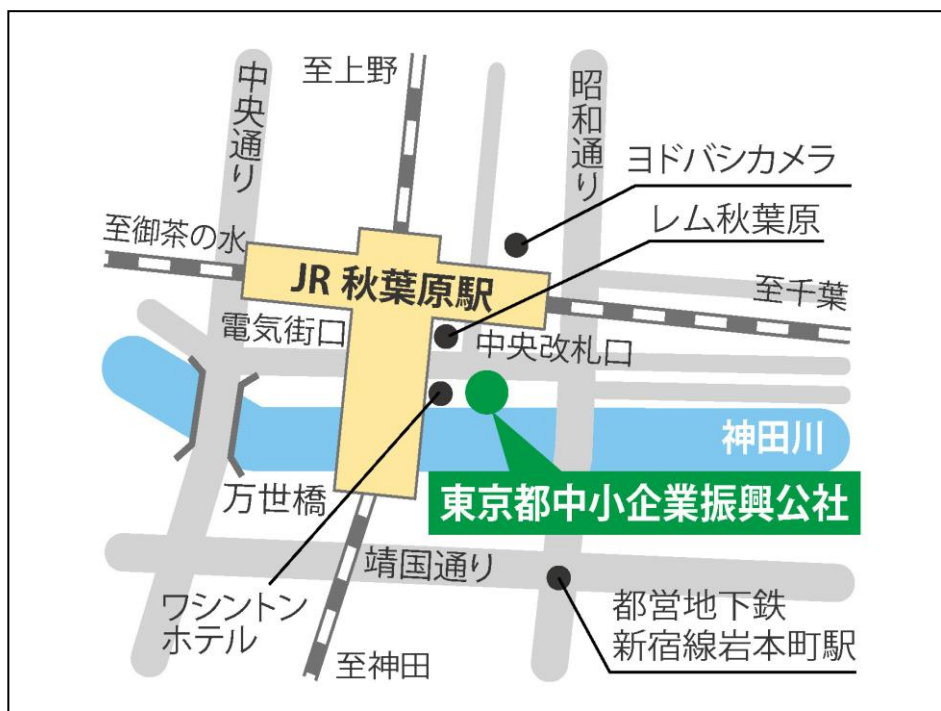 至上野
中央通り
昭和通り
ヨドバシカメラ
レム秋葉原
至御茶の水
JR 秋葉原駅
至千葉
電気街口
中央改札口
神田川
万世橋
東京都中小企業振興公社
靖国通り
ワシントン
ホテル
都営地下鉄
新宿線岩本町駅
至神田